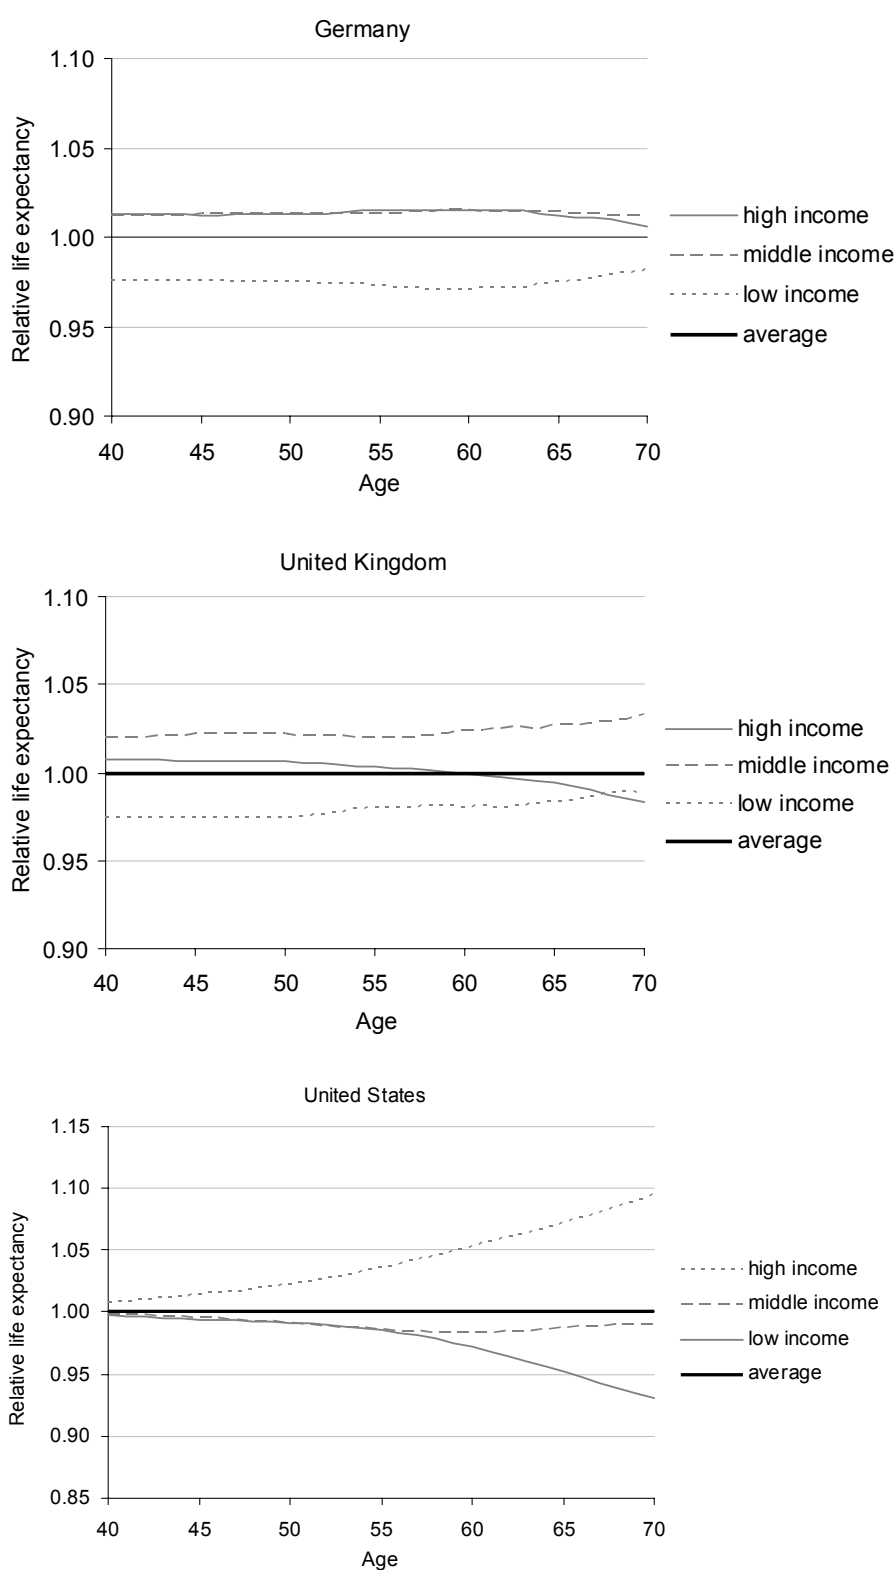 Germany
1.10
1.05
1.00
0.95
0.90
Relative life expectancy
40 45 50 55 60 65 70
Age
high income
middle income
low income
average
United Kingdom
1.10
1.05
1.00
0.95
0.90
Relative life expectancy
40 45 50 55 60 65 70
Age
high income
middle income
low income
average
United States
1.15
1.10
1.05
1.00
0.95
0.90
0.85
Relative life expectancy
40 45 50 55 60 65 70
Age
high income
middle income
low income
average